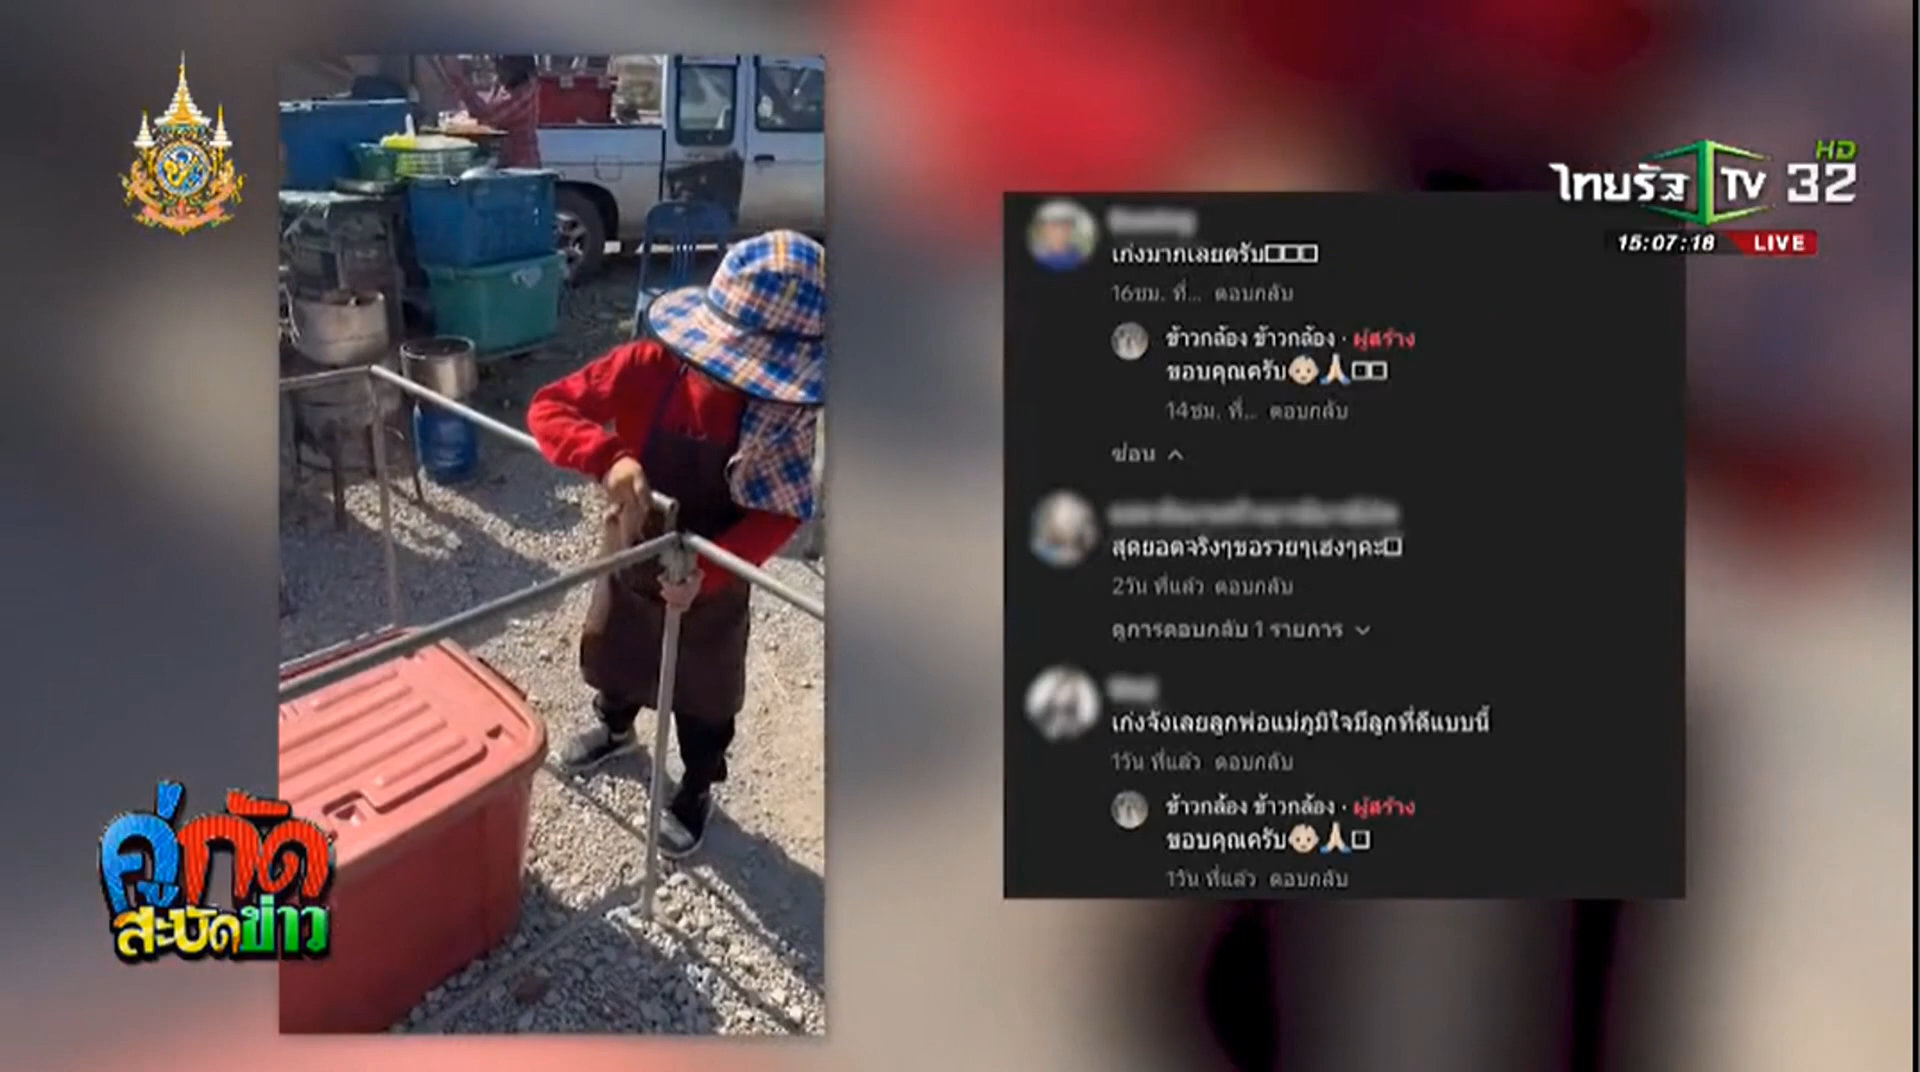 ไทยรัฐ TV 32 HD
15:07:18 LIVE
เก่งมากเลยครับ
16ชม. ที่... ตอบกลับ
ข้าวกล้อง ข้าวกล้อง · ผู้สร้าง
ขอบคุณครับ👶🏻🙏🏻
14ชม. ที่... ตอบกลับ
ซ่อน
สุดยอดจริงๆขอรวยๆเฮงๆคะ
2วัน ที่แล้ว ตอบกลับ
ดูการตอบกลับ 1 รายการ
เก่งจังเลยลูกพ่อแม่ภูมิใจมีลูกที่ดีแบบนี้
1วัน ที่แล้ว ตอบกลับ
ข้าวกล้อง ข้าวกล้อง · ผู้สร้าง
ขอบคุณครับ👶🏻🙏🏻
1วัน ที่แล้ว ตอบกลับ
คู่กัด
สะบัดข่าว